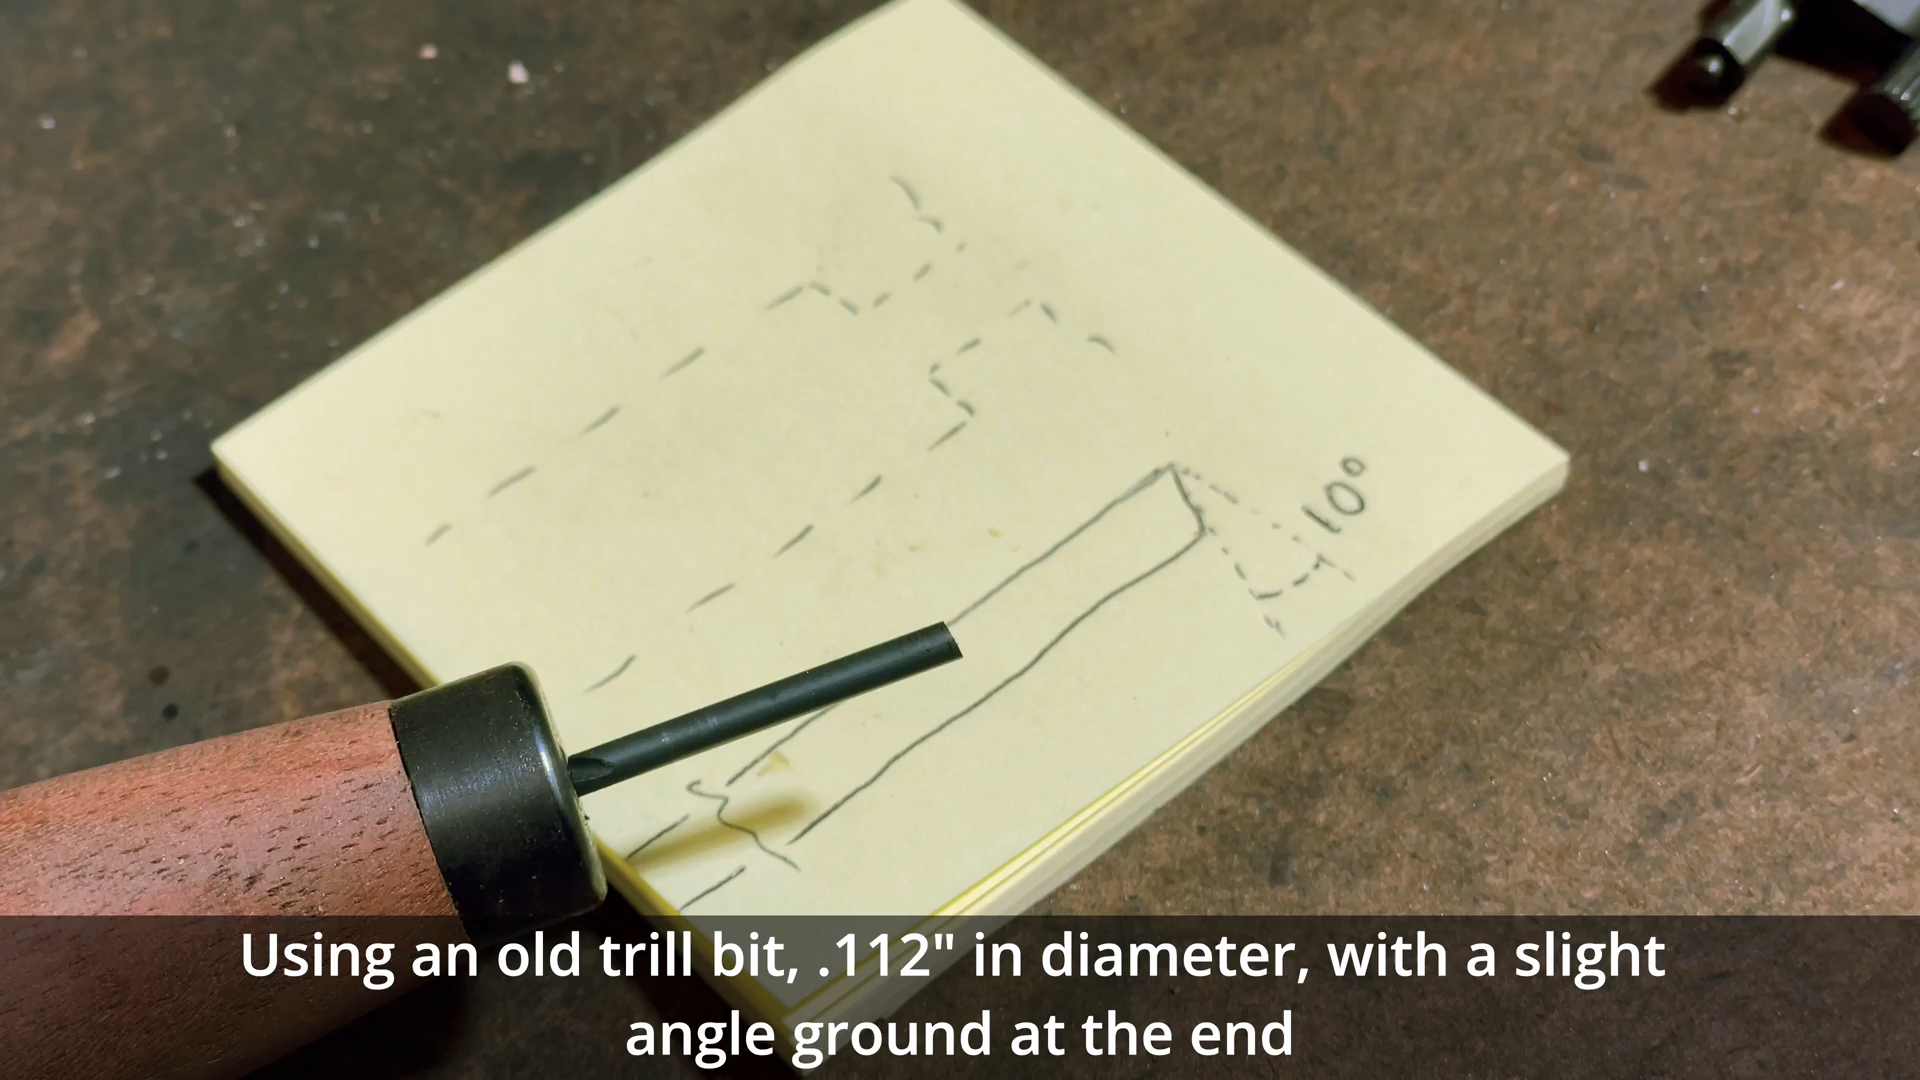 10°
Using an old trill bit, .112" in diameter, with a slight
angle ground at the end